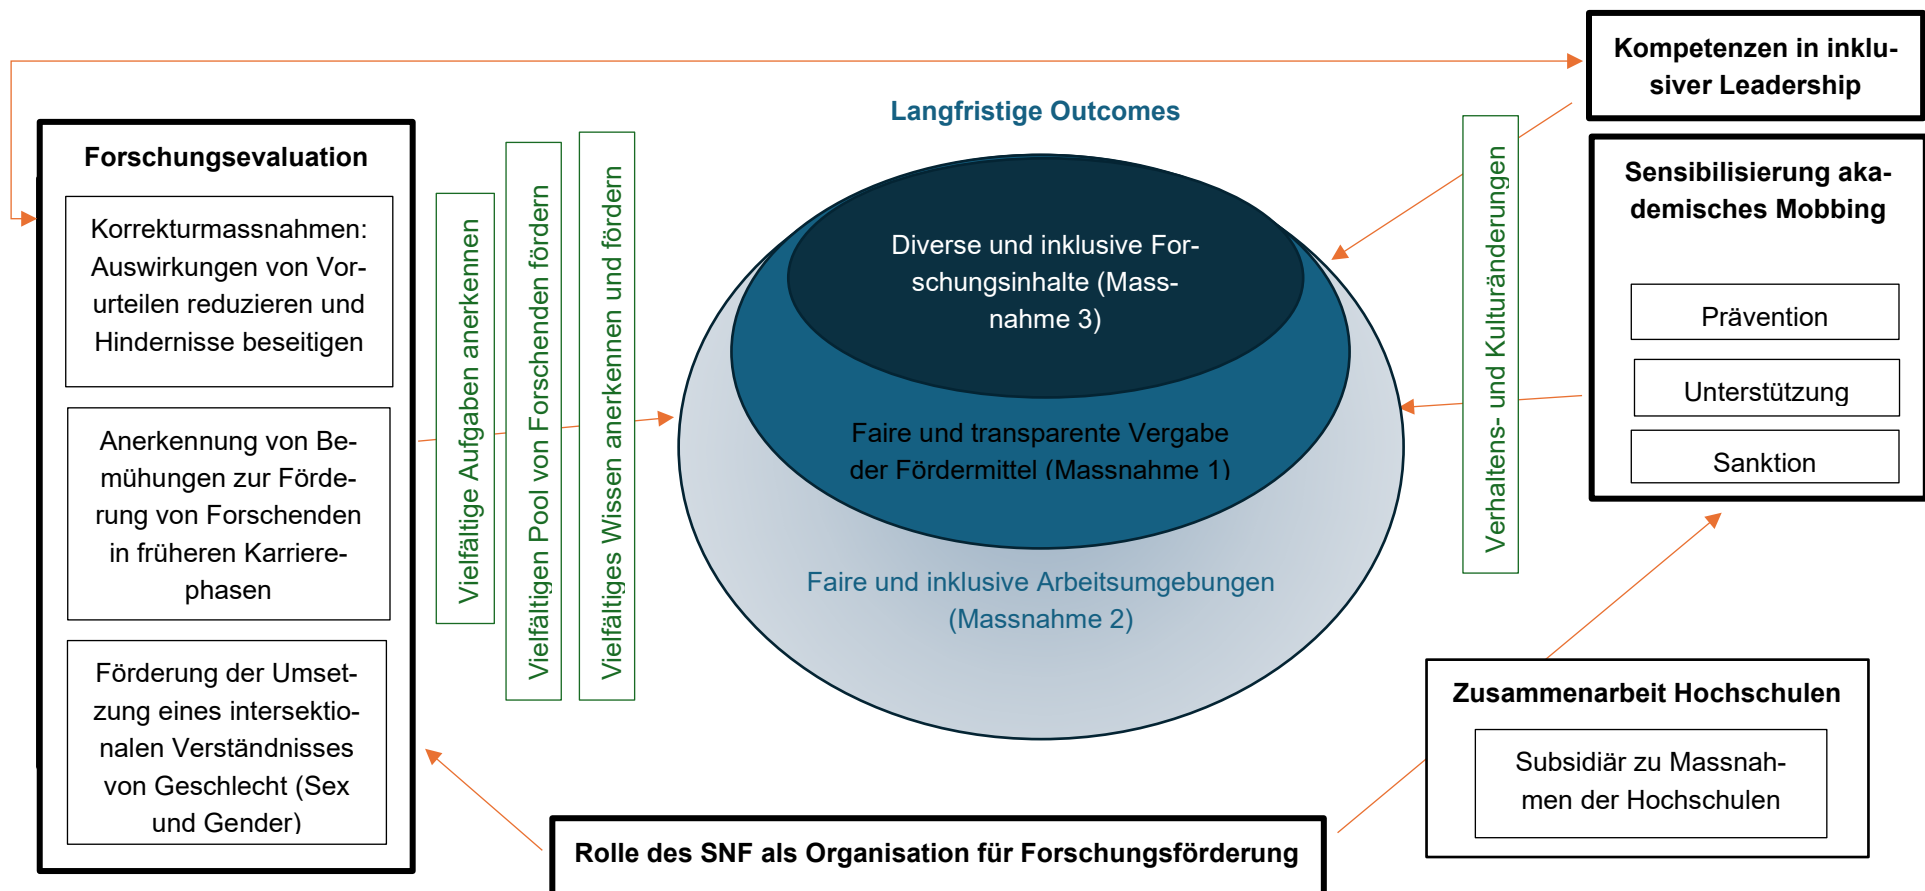 Kompetenzen in inklu-
siver Leadership
Langfristige Outcomes
Forschungsevaluation
Korrekturmassnahmen:
Auswirkungen von Vor-
urteilen reduzieren und
Hindernisse beseitigen
Anerkennung von Be-
mühungen zur Förde-
rung von Forschenden
in früheren Karriere-
phasen
Förderung der Umset-
zung eines intersektio-
nalen Verständnisses
von Geschlecht (Sex
und Gender)
Vielfältige Aufgaben anerkennen
Vielfältigen Pool von Forschenden fördern
Vielfältiges Wissen anerkennen und fördern
Diverse und inklusive For-
schungsinhalte (Mass-
nahme 3)
Faire und transparente Vergabe
der Fördermittel (Massnahme 1)
Faire und inklusive Arbeitsumgebungen
(Massnahme 2)
Verhaltens- und Kulturänderungen
Sensibilisierung aka-
demisches Mobbing
Prävention
Unterstützung
Sanktion
Zusammenarbeit Hochschulen
Subsidiär zu Massnah-
men der Hochschulen
Rolle des SNF als Organisation für Forschungsförderung